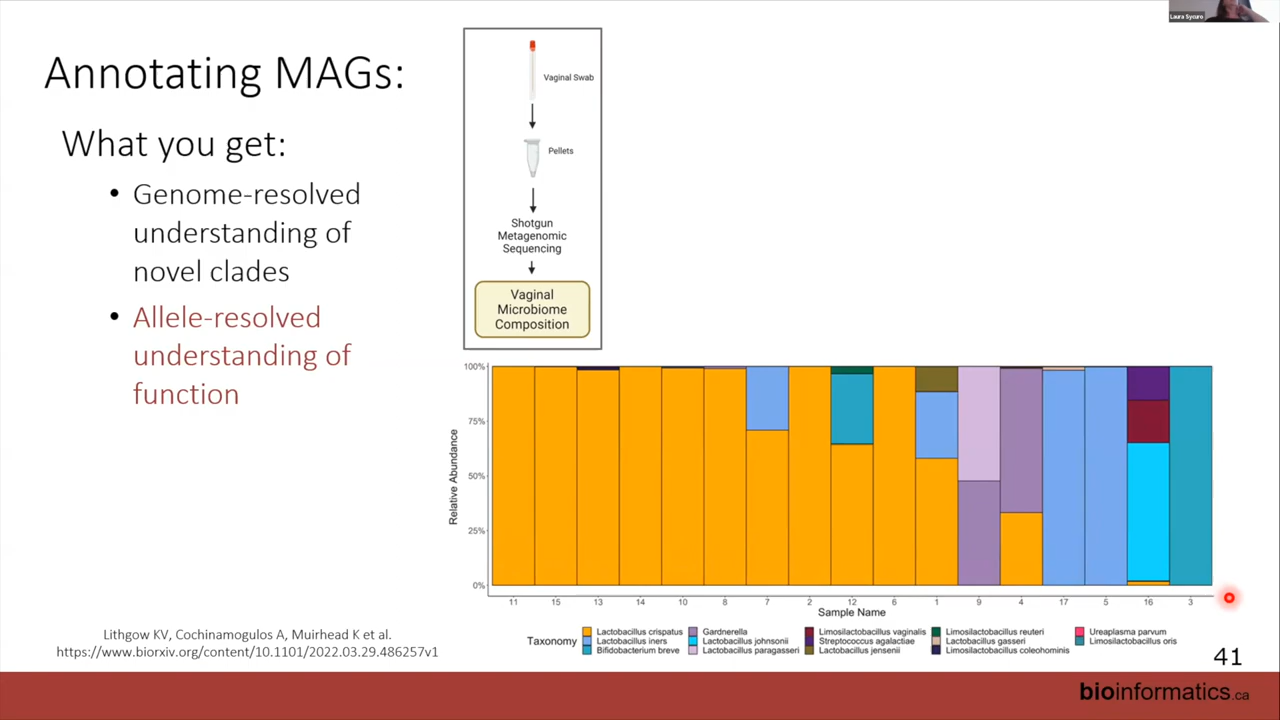 Laura Sycuro
Annotating MAGs:
What you get:
• Genome-resolved
understanding of
novel clades
• Allele-resolved
understanding of
function
Vaginal Swab
Pellets
Shotgun
Metagenomic
Sequencing
Vaginal
Microbiome
Composition
Relative Abundance
100%
75%
50%
25%
0%
11 15 13 14 10 8 7 2 12 6 1 9 4 17 5 16 3
Sample Name
Taxonomy
Lactobacillus crispatus
Lactobacillus iners
Bifidobacterium breve
Gardnerella
Lactobacillus johnsonii
Lactobacillus paragasseri
Limosilactobacillus vaginalis
Streptococcus agalactiae
Lactobacillus jensenii
Limosilactobacillus reuteri
Lactobacillus gasseri
Limosilactobacillus coleohominis
Ureaplasma parvum
Limosilactobacillus oris
Lithgow KV, Cochinamogulos A, Muirhead K et al.
https://www.biorxiv.org/content/10.1101/2022.03.29.486257v1
41
bioinformatics.ca